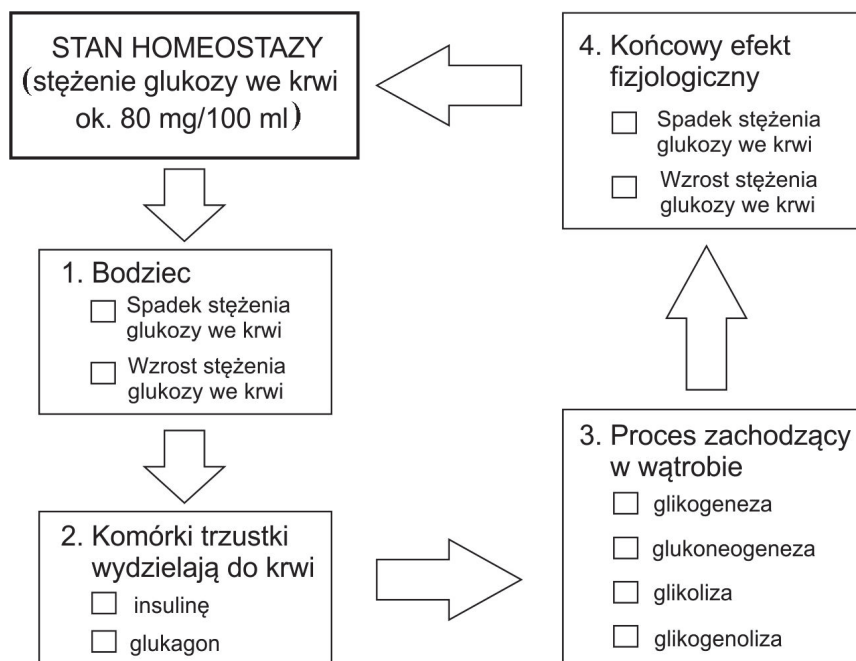 STAN HOMEOSTAZY
(stężenie glukozy we krwi
ok. 80 mg/100 ml)
1. Bodziec
Spadek stężenia
glukozy we krwi
Wzrost stężenia
glukozy we krwi
2. Komórki trzustki
wydzielają do krwi
insulinę
glukagon
3. Proces zachodzący
w wątrobie
glikogeneza
glukoneogeneza
glikoliza
glikogenoliza
4. Końcowy efekt
fizjologiczny
Spadek stężenia
glukozy we krwi
Wzrost stężenia
glukozy we krwi